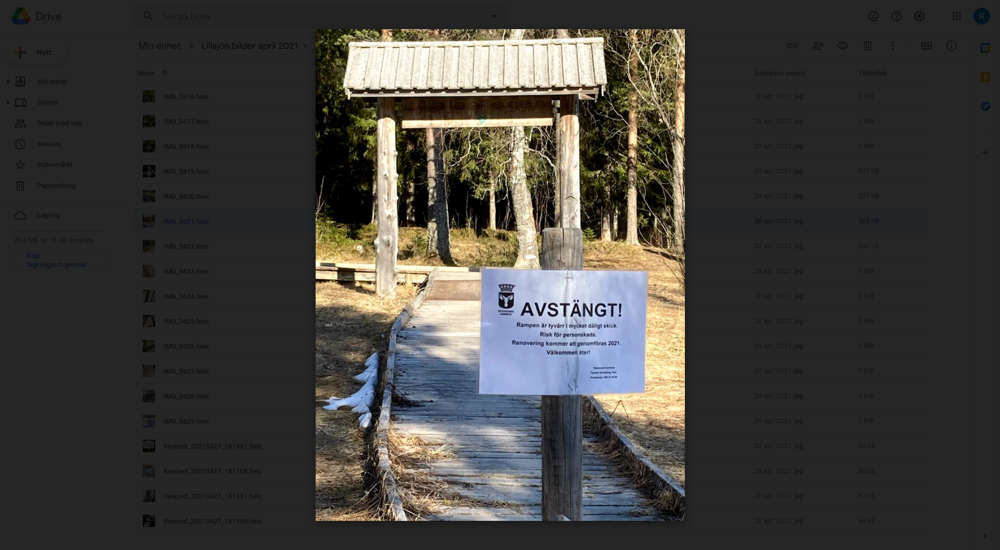 Drive
Sök på Drive
R
Nytt
Min enhet
Datorer
Delas med mig
Senaste
Stjärnmärkt
Papperskorg
Lagring
30,6 MB av 15 GB används
Köp
lagringsutrymme
Min enhet > Lillsjön bilder april 2021
Namn Ändrades senast Filstorlek
IMG_5616.heic 28 apr. 2021 jag 3 MB
IMG_5617.heic 28 apr. 2021 jag 1 MB
IMG_5618.heic 28 apr. 2021 jag 1 MB
IMG_5619.heic 28 apr. 2021 jag 527 kB
IMG_5620.heic 28 apr. 2021 jag 271 kB
IMG_5621.heic 28 apr. 2021 jag 369 kB
IMG_5622.heic 28 apr. 2021 jag 296 kB
IMG_5623.heic 28 apr. 2021 jag 4 MB
IMG_5624.heic 28 apr. 2021 jag 3 MB
IMG_5625.heic 28 apr. 2021 jag 3 MB
IMG_5626.heic 28 apr. 2021 jag 3 MB
IMG_5627.heic 28 apr. 2021 jag 3 MB
IMG_5628.heic 28 apr. 2021 jag 4 MB
IMG_5629.heic 28 apr. 2021 jag 2 MB
Resized_20210427_181331.heic 28 apr. 2021 jag 33 kB
Resized_20210427_181708.heic 28 apr. 2021 jag 80 kB
Resized_20210427_181831.heic 28 apr. 2021 jag 67 kB
Resized_20210427_181909.heic jag 28 apr. 2021 jag 44 kB
Lillsjöskogen
ÖSTERSUNDS
KOMMUN
AVSTÄNGT!
Rampen är tyvärr i mycket dåligt skick.
Risk för personskada.
Renovering kommer att genomföras 2021.
Välkommen åter!
Östersunds kommun